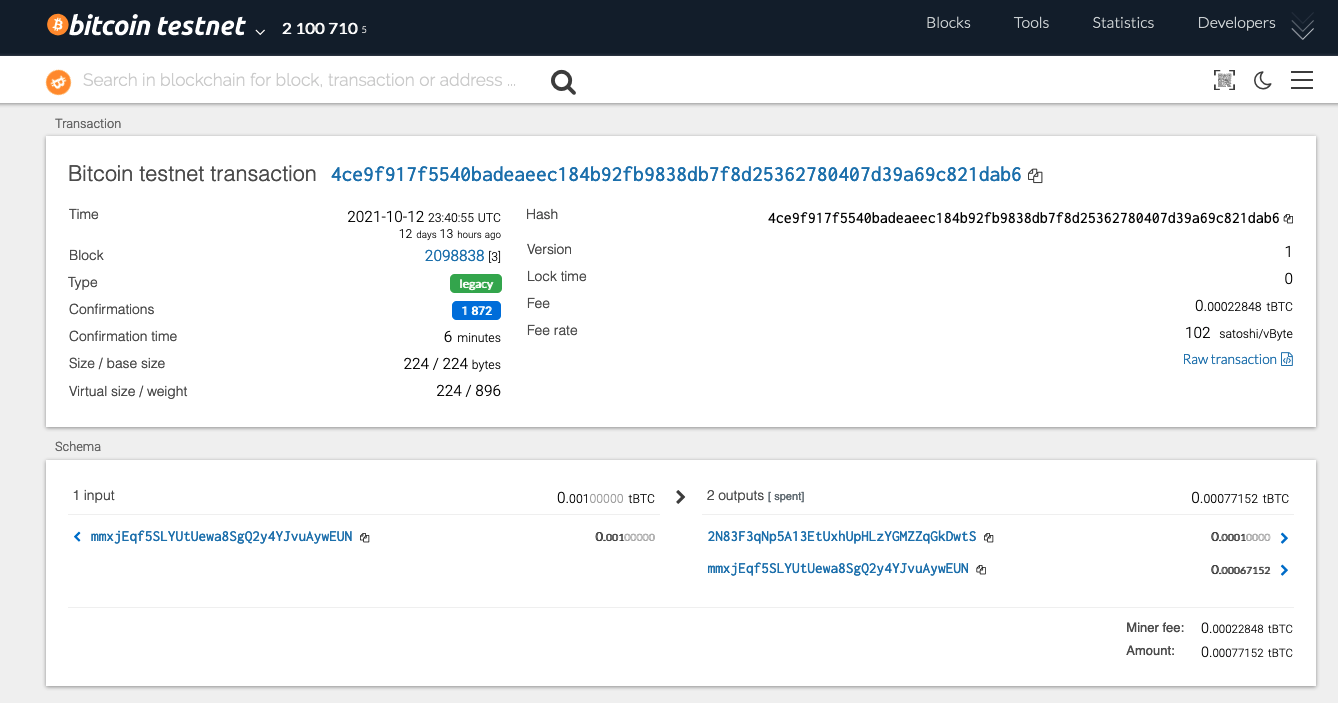 bitcoin testnet 2 100 710 5 Blocks Tools Statistics Developers
Search in blockchain for block, transaction or address ...
Transaction
Bitcoin testnet transaction 4ce9f917f5540badeaeec184b92fb9838db7f8d25362780407d39a69c821dab6
Time 2021-10-12 23:40:55 UTC
12 days 13 hours ago
Block 2098838 [3]
Type legacy
Confirmations 1 872
Confirmation time 6 minutes
Size / base size 224 / 224 bytes
Virtual size / weight 224 / 896
Hash 4ce9f917f5540badeaeec184b92fb9838db7f8d25362780407d39a69c821dab6
Version 1
Lock time 0
Fee 0.00022848 tBTC
Fee rate 102 satoshi/vByte
Raw transaction
Schema
1 input 0.00100000 tBTC
mmxjEqf5SLYUtUewa8SgQ2y4YJvuAywEUN 0.00100000
2 outputs [ spent] 0.00077152 tBTC
2N83F3qNp5A13EtUxhUpHLzYGMZZqGkDwtS 0.00010000
mmxjEqf5SLYUtUewa8SgQ2y4YJvuAywEUN 0.00067152
Miner fee: 0.00022848 tBTC
Amount: 0.00077152 tBTC